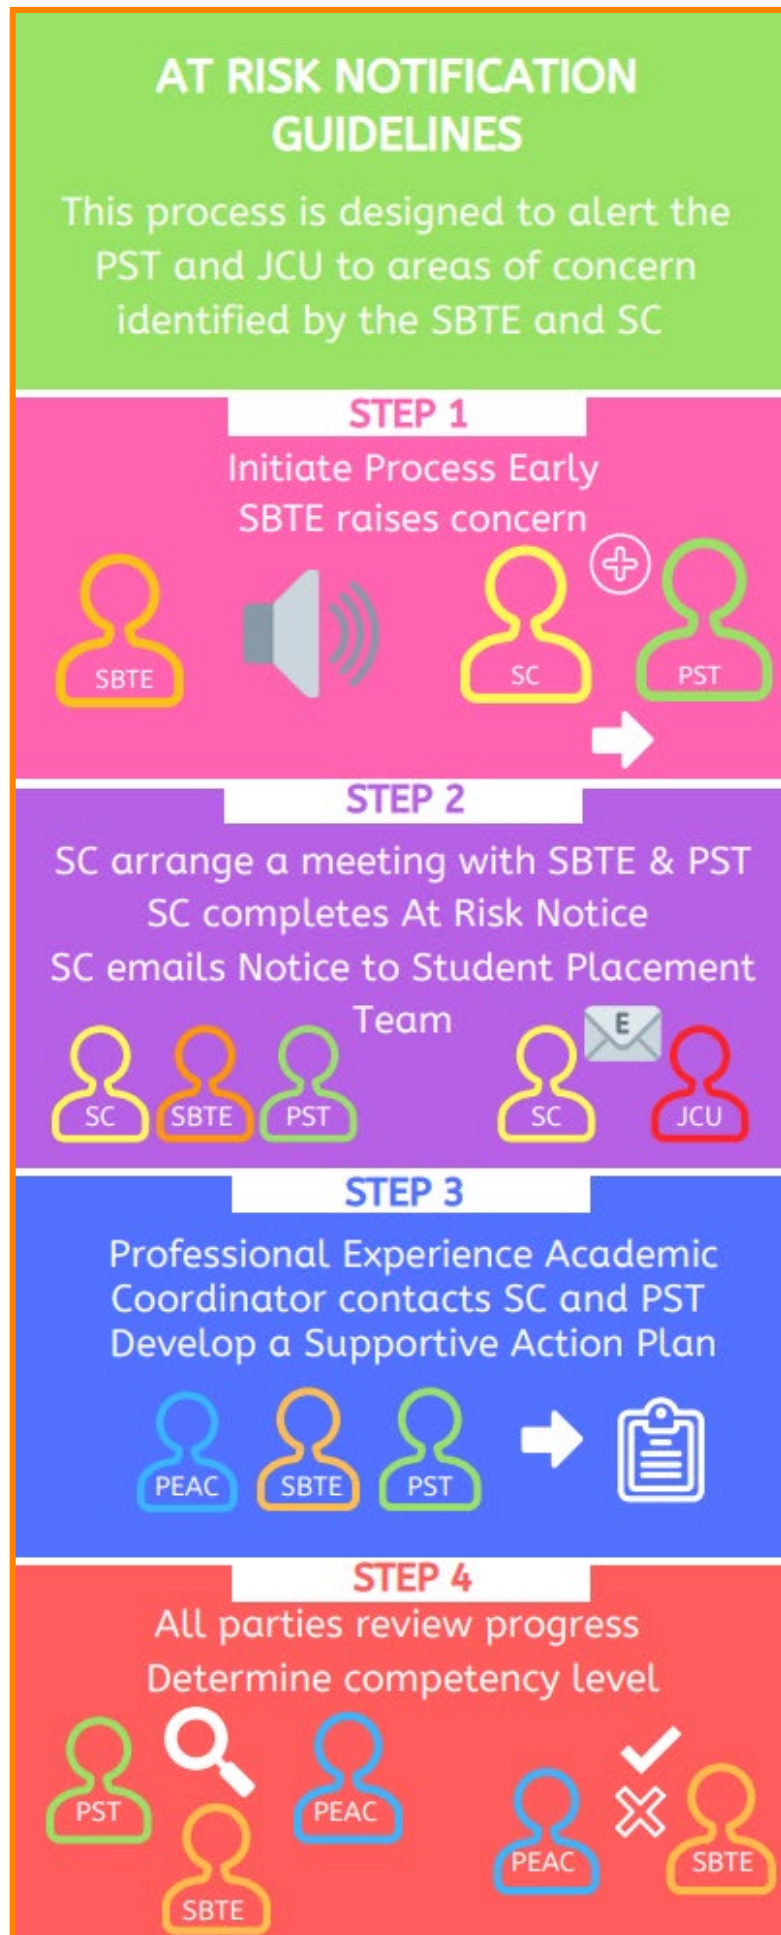 AT RISK NOTIFICATION
GUIDELINES
This process is designed to alert the
PST and JCU to areas of concern
identified by the SBTE and SC
STEP 1
Initiate Process Early
SBTE raises concern
SBTE
SC
PST
STEP 2
SC arrange a meeting with SBTE & PST
SC completes At Risk Notice
SC emails Notice to Student Placement
Team
E
SC
SBTE
PST
SC
JCU
STEP 3
Professional Experience Academic
Coordinator contacts SC and PST
Develop a Supportive Action Plan
PEAC
SBTE
PST
STEP 4
All parties review progress
Determine competency level
PST
PEAC
SBTE
PEAC
SBTE